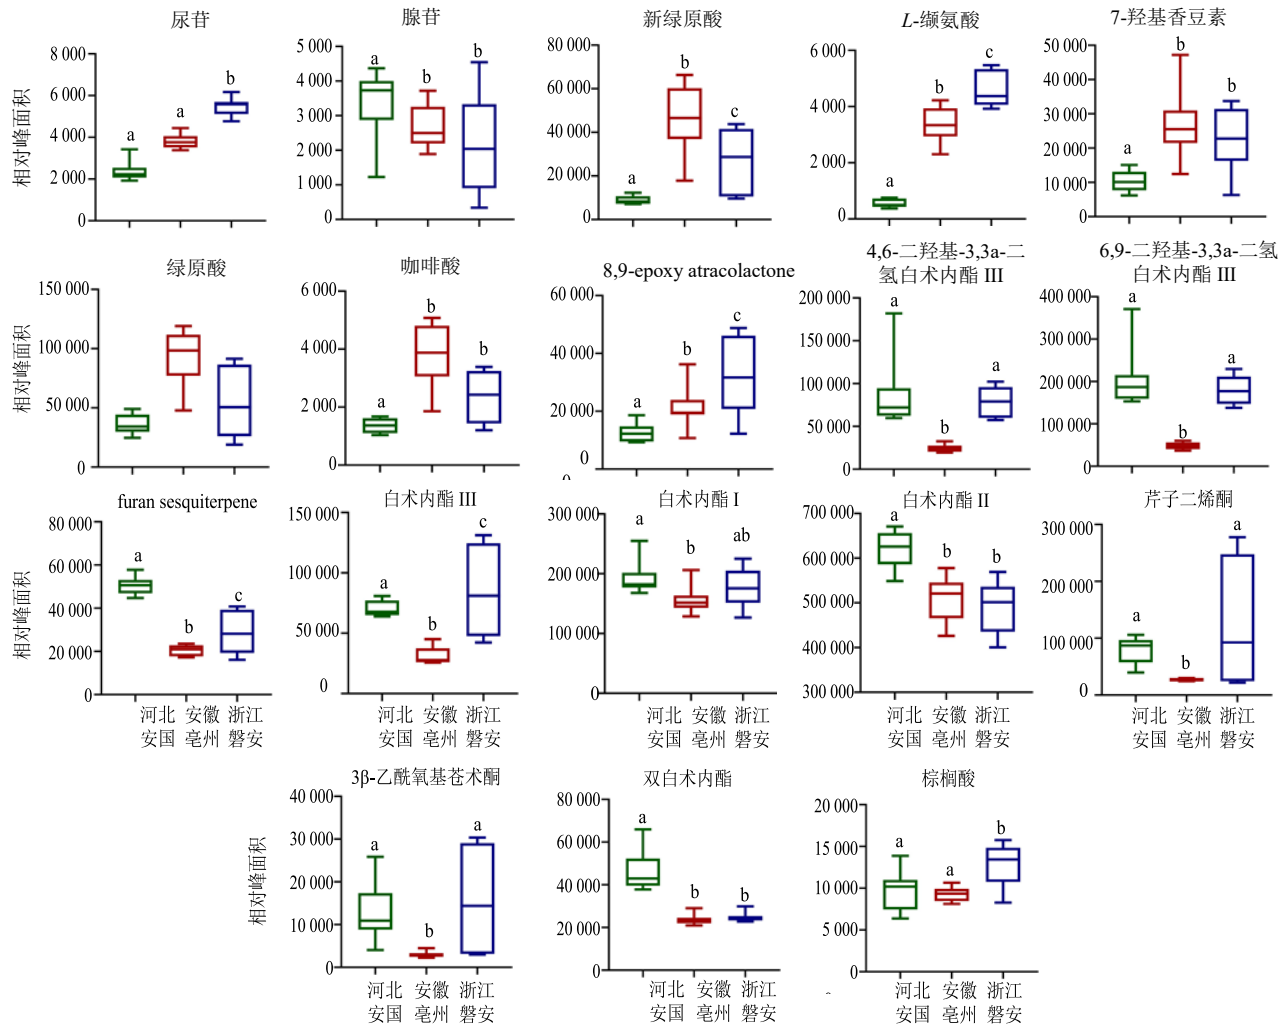 尿苷
腺苷
新绿原酸
L-缬氨酸
7-羟基香豆素
相对峰面积
8 000
6 000
4 000
2 000
0
a
a
b
5 000
4 000
3 000
2 000
1 000
0
a
b
b
80 000
60 000
40 000
20 000
0
a
b
c
6 000
4 000
2 000
0
a
b
c
50 000
40 000
30 000
20 000
10 000
0
a
b
b
绿原酸
咖啡酸
8,9-epoxy atracolactone
4,6-二羟基-3,3a-二
氢白术内酯 III
6,9-二羟基-3,3a-二氢
白术内酯 III
相对峰面积
150 000
100 000
50 000
0
6 000
4 000
2 000
0
a
b
b
60 000
40 000
20 000
0
0
a
b
c
200 000
150 000
100 000
50 000
0
a
b
a
400 000
300 000
200 000
100 000
0
a
b
a
furan sesquiterpene
白术内酯 III
白术内酯 I
白术内酯 II
芹子二烯酮
相对峰面积
80 000
60 000
40 000
20 000
0
a
b
c
150 000
100 000
50 000
0
a
b
c
300 000
200 000
100 000
0
a
b
ab
700 000
600 000
500 000
400 000
300 000
a
b
b
300 000
200 000
100 000
0
a
b
a
河北 安徽 浙江
安国 亳州 磐安
河北 安徽 浙江
安国 亳州 磐安
河北 安徽 浙江
安国 亳州 磐安
河北 安徽 浙江
安国 亳州 磐安
河北 安徽 浙江
安国 亳州 磐安
3β-乙酰氧基苍术酮
双白术内酯
棕榈酸
相对峰面积
40 000
30 000
20 000
10 000
0
a
b
a
80 000
60 000
40 000
20 000
0
a
b
b
20 000
15 000
10 000
5 000
0
a
a
b
河北 安徽 浙江
安国 亳州 磐安
河北 安徽 浙江
安国 亳州 磐安
河北 安徽 浙江
安国 亳州 磐安